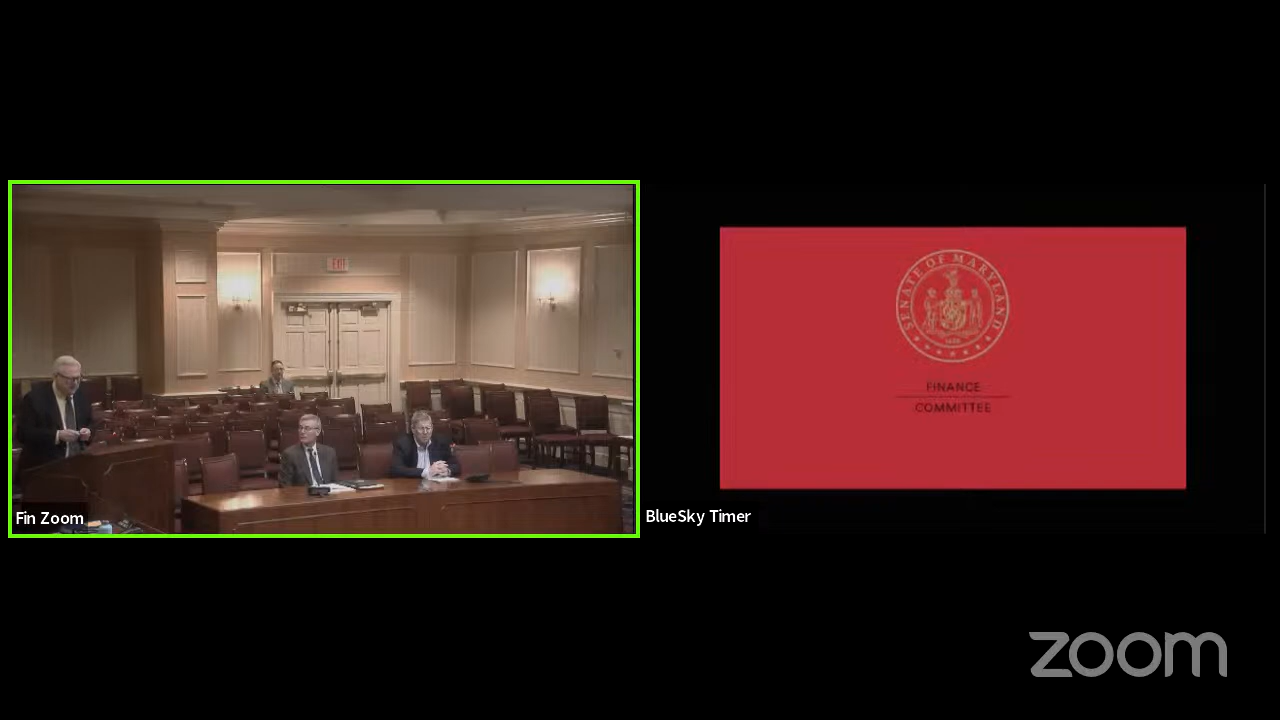 EXIT
Fin Zoom
SENATE OF MARYLAND
FINANCE
COMMITTEE
BlueSky Timer
zoom